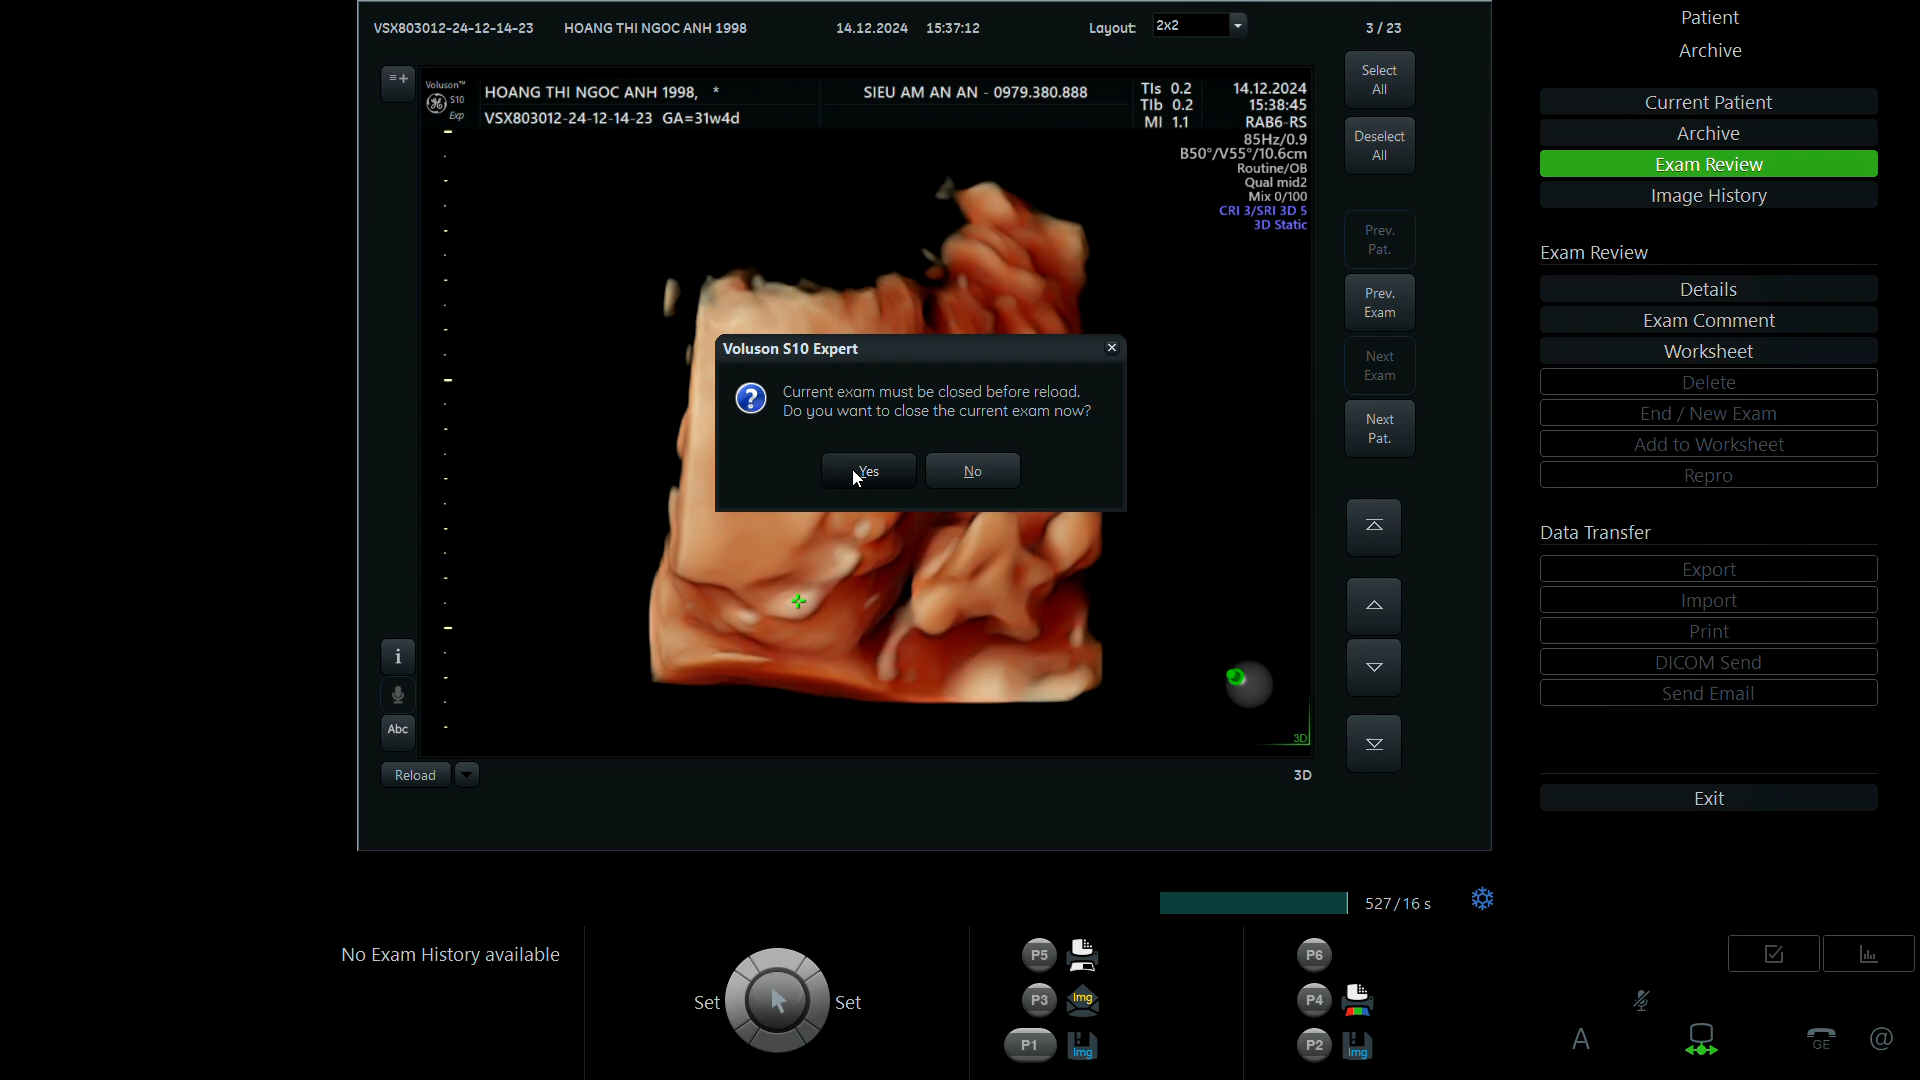 VSX803012-24-12-14-23 HOANG THI NGOC ANH 1998 14.12.2024 15:37:12 Layout: 2x2 3 / 23
Voluson™
S10
Exp
HOANG THI NGOC ANH 1998, *
VSX803012-24-12-14-23 GA=31w4d
SIEU AM AN AN - 0979.380.888
TIs 0.2
TIb 0.2
MI 1.1
14.12.2024
15:38:45
RAB6-RS
85Hz/0.9
B50°/V55°/10.6cm
Routine/OB
Qual mid2
Mix 0/100
CRI 3/SRI 3D 5
3D Static
Voluson S10 Expert
Current exam must be closed before reload.
Do you want to close the current exam now?
Yes No
3D
i
Abc
Reload
3D
Select
All
Deselect
All
Prev.
Pat.
Prev.
Exam
Next
Exam
Next
Pat.
Patient
Archive
Current Patient
Archive
Exam Review
Image History
Exam Review
Details
Exam Comment
Worksheet
Delete
End / New Exam
Add to Worksheet
Repro
Data Transfer
Export
Import
Print
DICOM Send
Send Email
Exit
527/16 s
No Exam History available
Set Set
P5
P3 Img
P1 Img
P6
P4
P2 Img
A
GE
@